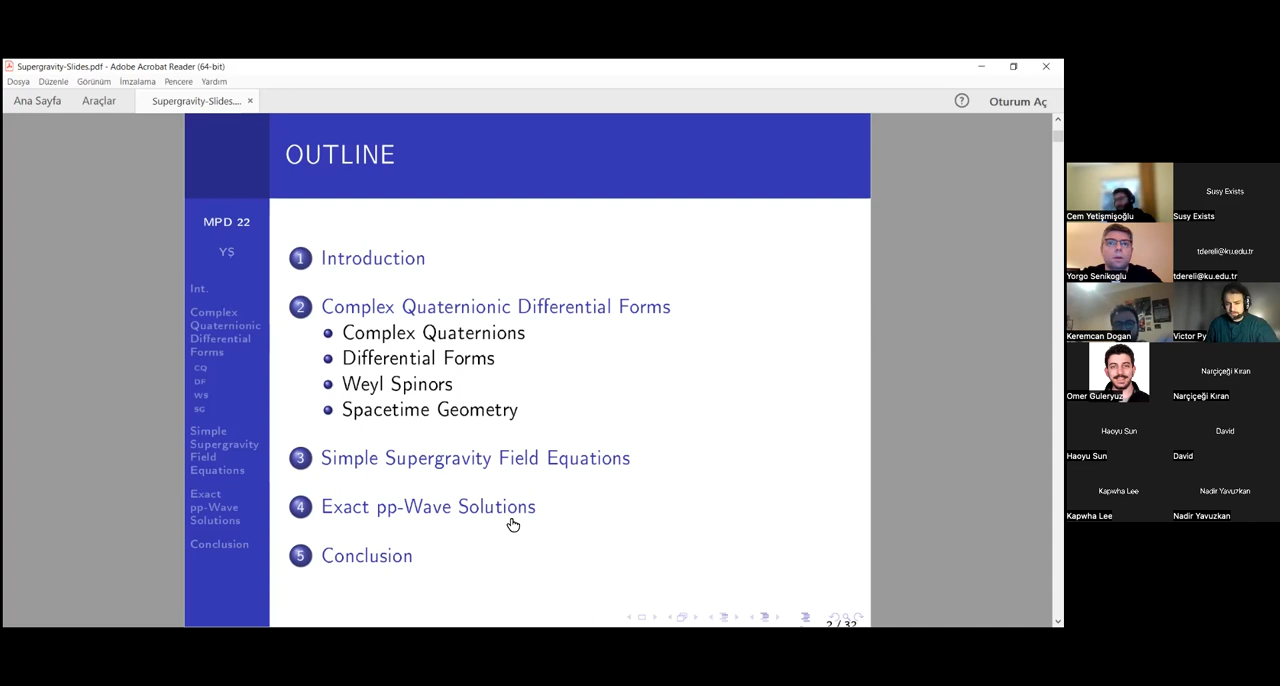 Supergravity-Slides.pdf - Adobe Acrobat Reader (64-bit)
Dosya Düzenle Görünüm İmzalama Pencere Yardım
Ana Sayfa Araçlar Supergravity-Slides.... × ? Oturum Aç
OUTLINE
MPD 22
YŞ
Int.
Complex
Quaternionic
Differential
Forms
CQ
DF
WS
SG
Simple
Supergravity
Field
Equations
Exact
pp-Wave
Solutions
Conclusion
1 Introduction
2 Complex Quaternionic Differential Forms
Complex Quaternions
Differential Forms
Weyl Spinors
Spacetime Geometry
3 Simple Supergravity Field Equations
4 Exact pp-Wave Solutions
5 Conclusion
2 / 32
Cem Yetişmişoğlu
Susy Exists
Susy Exists
Yorgo Senikoglu
tdereli@ku.edu.tr
tdereli@ku.edu.tr
Keremcan Dogan
Victor Py
Omer Guleryuz
Narçiçeği Kıran
Narçiçeği Kıran
Haoyu Sun
Haoyu Sun
David
David
Kapwha Lee
Kapwha Lee
Nadir Yavuzkan
Nadir Yavuzkan